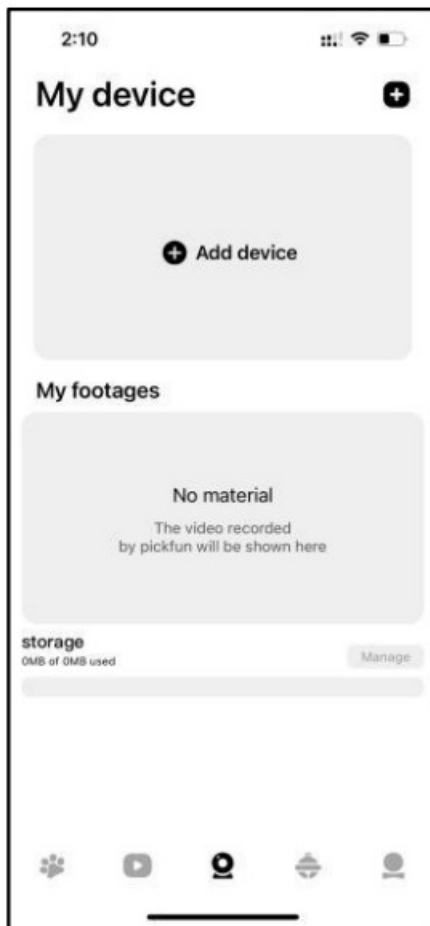 2:10
My device
Add device
My footages
No material
The video recorded
by pickfun will be shown here
storage
0MB of 0MB used
Manage